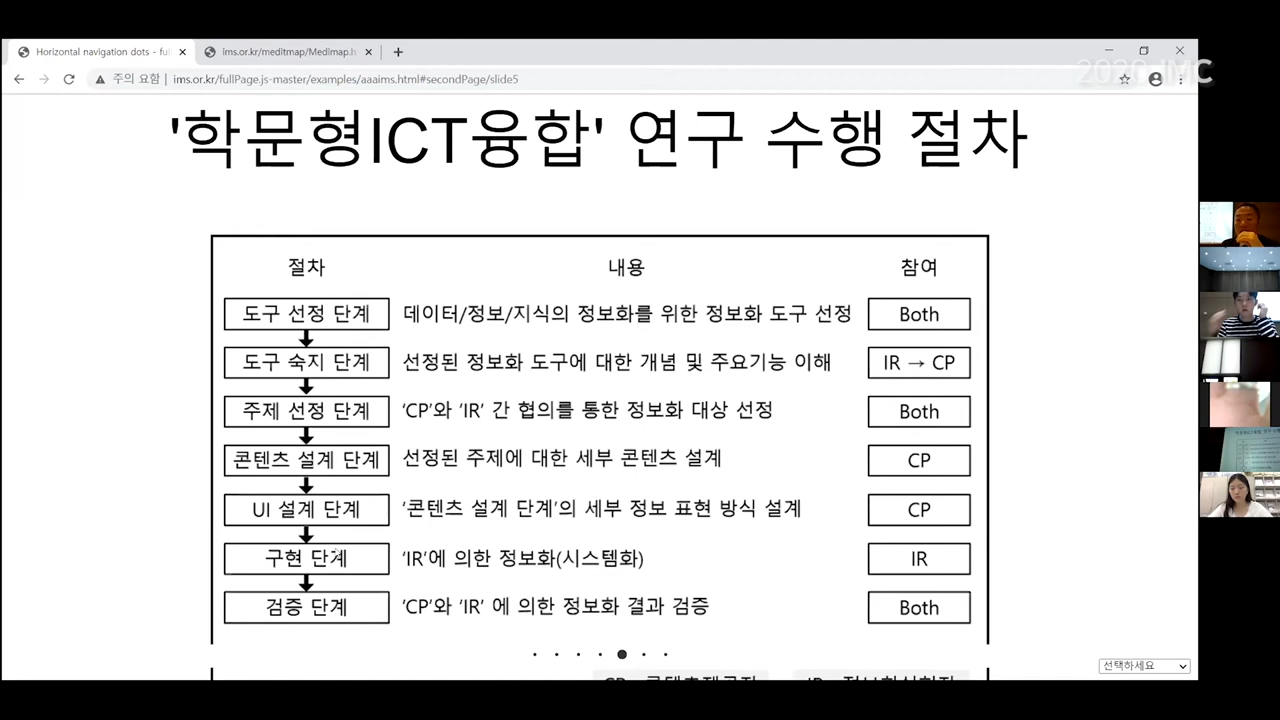 Horizontal navigation dots - ful
ims.or.kr/meditmap/Medimap.h
주의 요함 | ims.or.kr/fullPage.js-master/examples/aaaims.html#secondPage/slide5
2020 JMC
'학문형ICT융합' 연구 수행 절차
절차 내용 참여
도구 선정 단계 데이터/정보/지식의 정보화를 위한 정보화 도구 선정 Both
도구 숙지 단계 선정된 정보화 도구에 대한 개념 및 주요기능 이해 IR → CP
주제 선정 단계 'CP'와 'IR' 간 협의를 통한 정보화 대상 선정 Both
콘텐츠 설계 단계 선정된 주제에 대한 세부 콘텐츠 설계 CP
UI 설계 단계 '콘텐츠 설계 단계'의 세부 정보 표현 방식 설계 CP
구현 단계 'IR'에 의한 정보화(시스템화) IR
검증 단계 'CP'와 'IR' 에 의한 정보화 결과 검증 Both
선택하세요